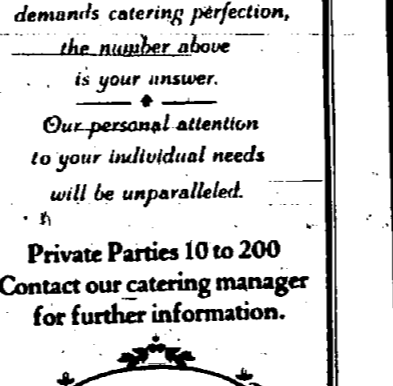 demands catering perfection,
the number above
is your answer.
Our personal attention
to your individual needs
will be unparalleled.
Private Parties 10 to 200
Contact our catering manager
for further information.